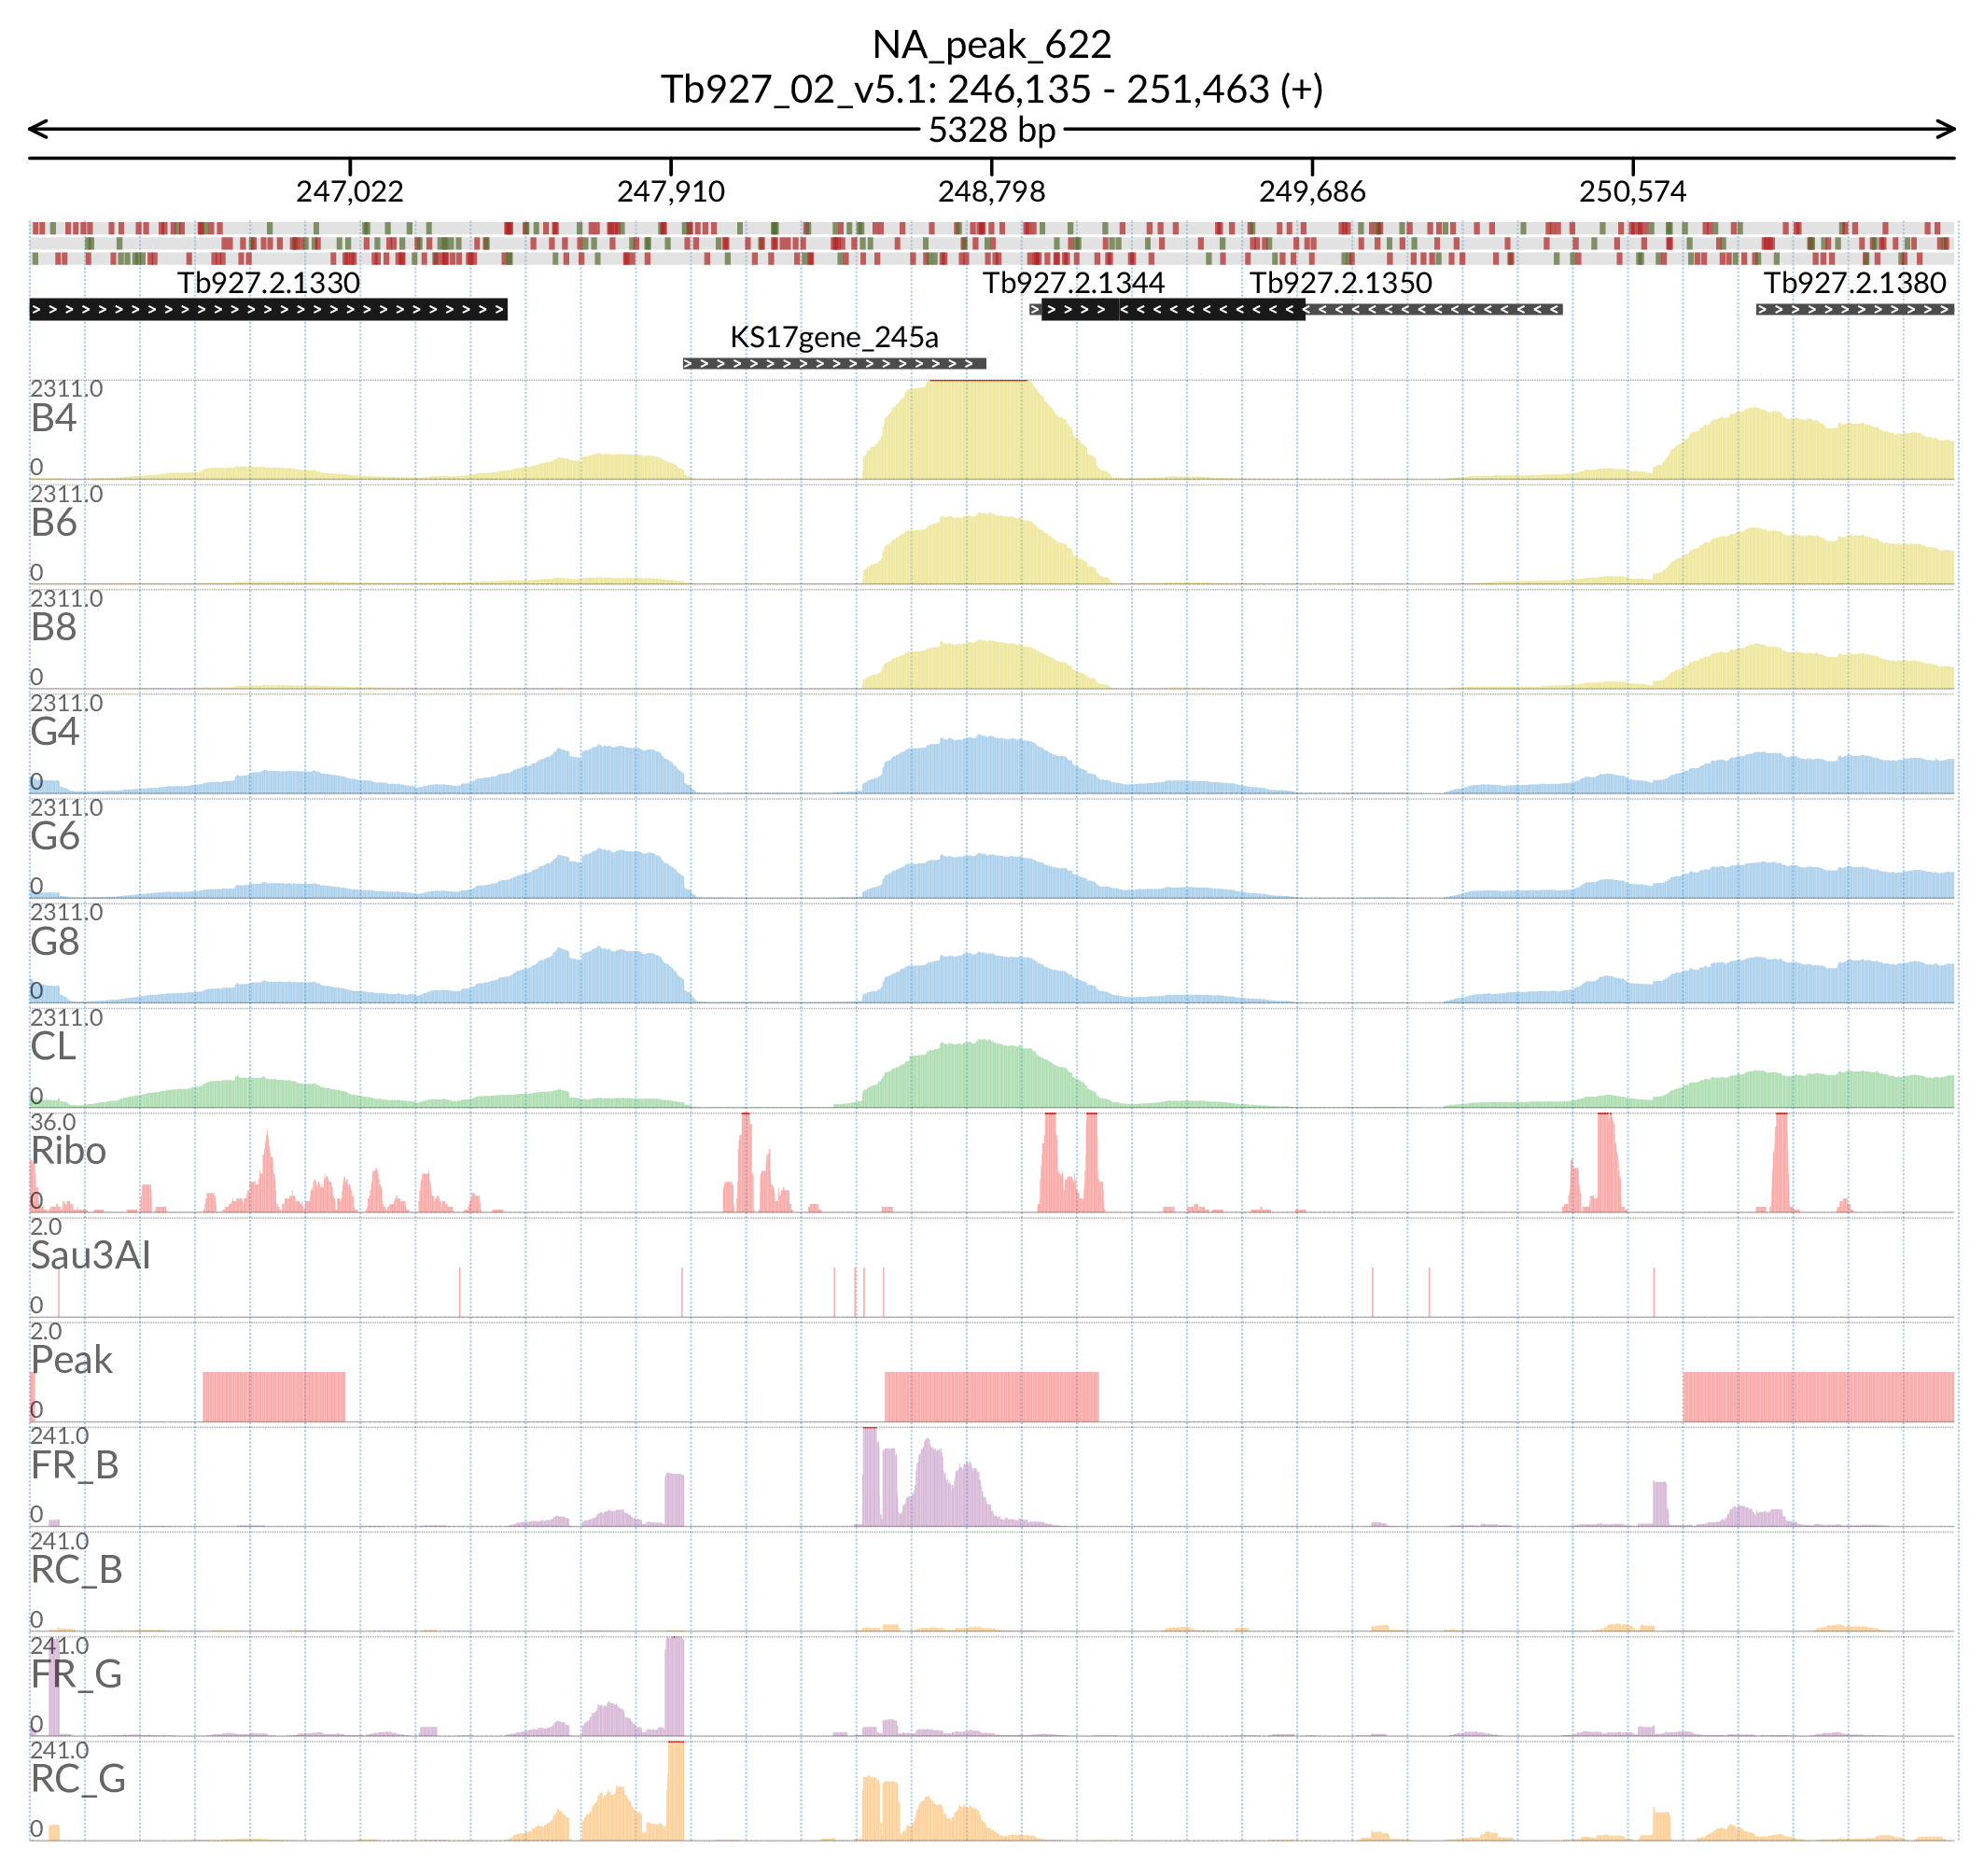 NA_peak_622
Tb927_02_v5.1: 246,135 - 251,463 (+)
5328 bp
247,022 247,910 248,798 249,686 250,574
Tb927.2.1330 Tb927.2.1344 Tb927.2.1350 Tb927.2.1380
KS17gene_245a
2311.0
B4
0
2311.0
B6
0
2311.0
B8
0
2311.0
G4
0
2311.0
G6
0
2311.0
G8
0
2311.0
CL
0
36.0
Ribo
0
2.0
Sau3AI
0
2.0
Peak
0
241.0
FR_B
0
241.0
RC_B
0
241.0
FR_G
0
241.0
RC_G
0